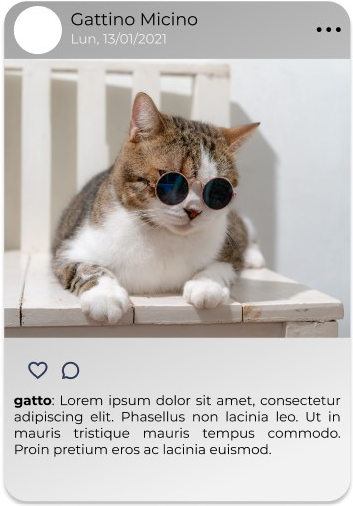 Gattino Micino
Lun, 13/01/2021
gatto: Lorem ipsum dolor sit amet, consectetur
adipiscing elit. Phasellus non lacinia leo. Ut in
mauris tristique mauris tempus commodo.
Proin pretium eros ac lacinia euismod.